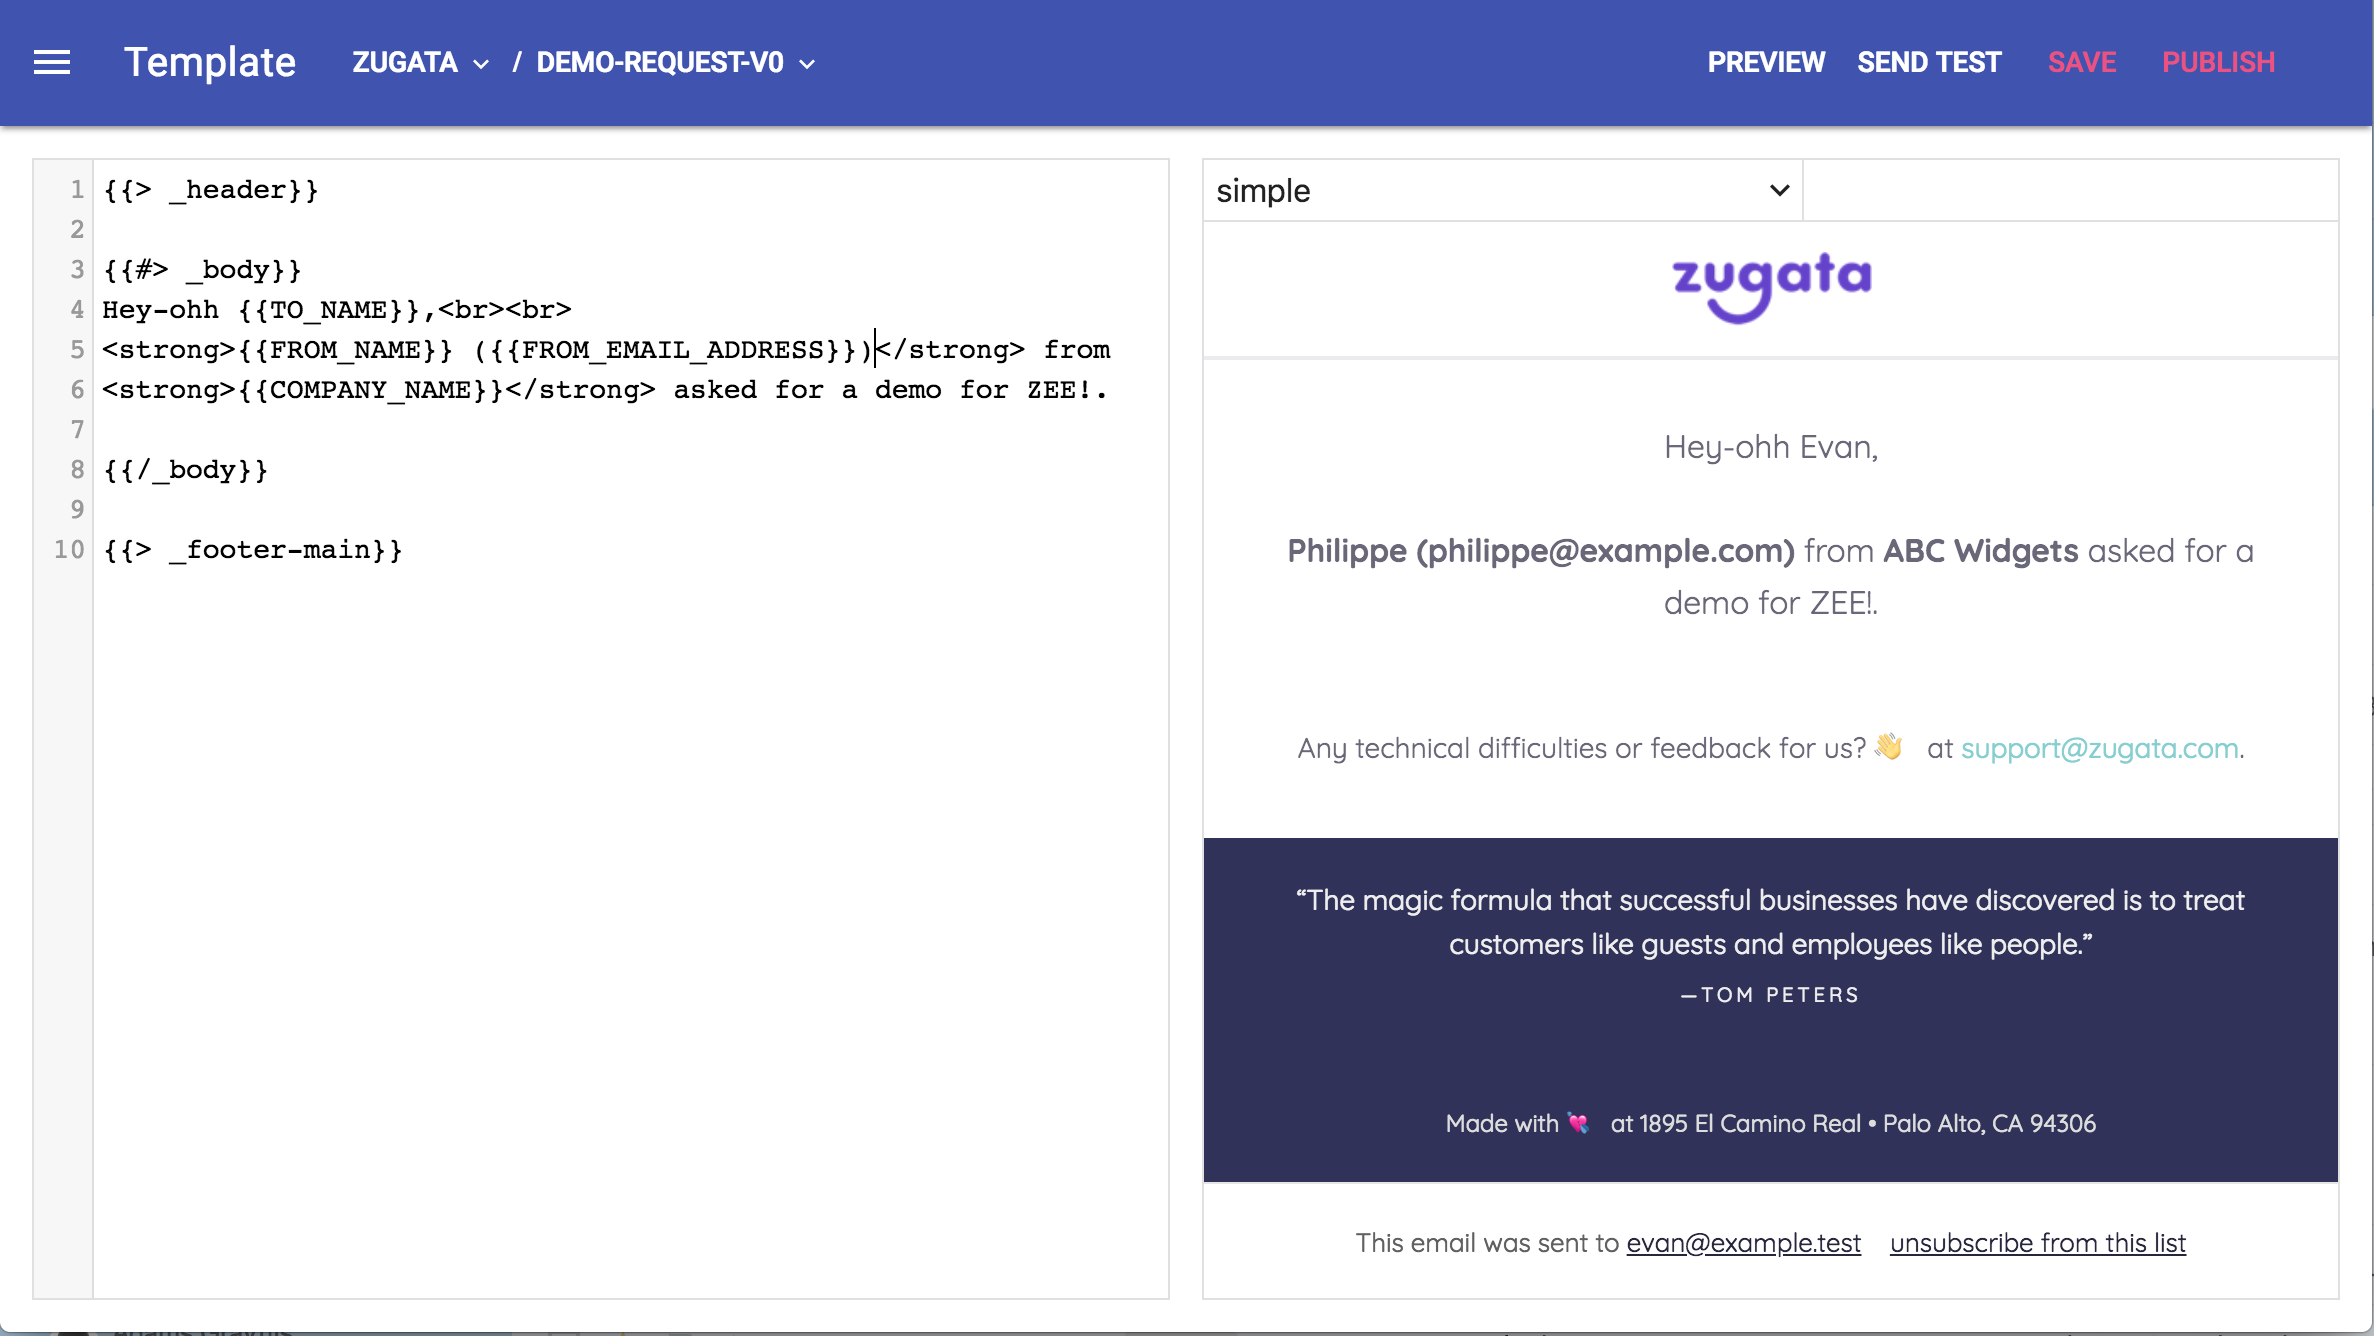 Template ZUGATA / DEMO-REQUEST-V0 PREVIEW SEND TEST SAVE PUBLISH
1 {{> _header}}
2
3 {{#> _body}}
4 Hey-ohh {{TO_NAME}},<br><br>
5 <strong>{{FROM_NAME}} ({{FROM_EMAIL_ADDRESS}})</strong> from
6 <strong>{{COMPANY_NAME}}</strong> asked for a demo for ZEE!.
7
8 {{/_body}}
9
10 {{> _footer-main}}
simple
zugata
Hey-ohh Evan,
Philippe (philippe@example.com) from ABC Widgets asked for a
demo for ZEE!.
Any technical difficulties or feedback for us? 👋 at support@zugata.com.
“The magic formula that successful businesses have discovered is to treat
customers like guests and employees like people.”
—TOM PETERS
Made with 💘 at 1895 El Camino Real • Palo Alto, CA 94306
This email was sent to evan@example.test unsubscribe from this list